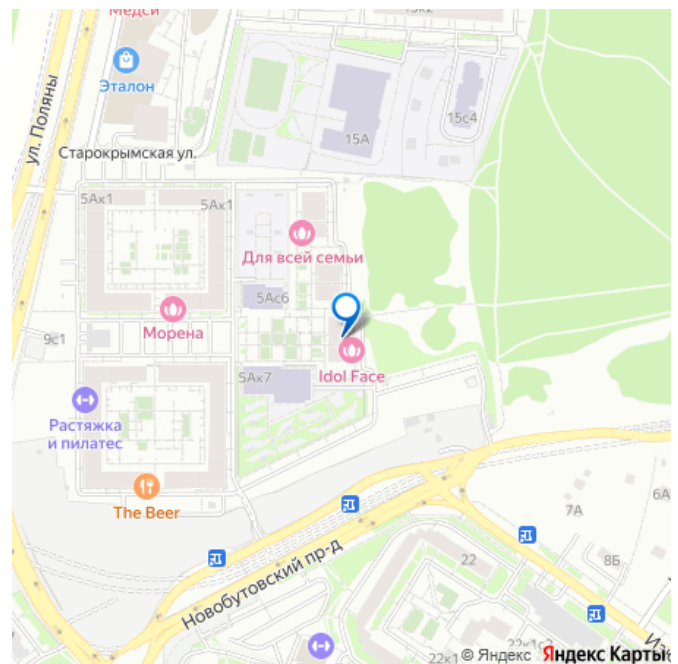 15к2
Медси
Эталон
15А
15с4
ул. Поляны
Старокрымская ул.
5Ак1
5Ак1
Для всей семьи
5Ас6
Морена
9с1
Idol Face
5Ак7
Растяжка
и пилатес
The Beer
7А
6А
22
8Б
Новобутовский пр-д
22к1
© Яндекс Яндекс Карты